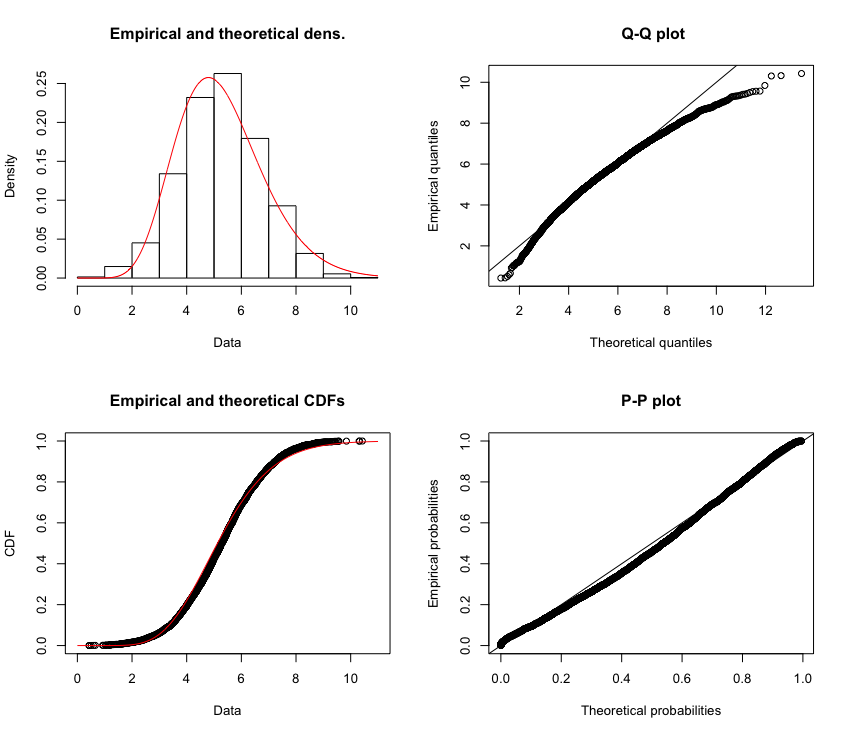 Empirical and theoretical dens.
Density
0.00 0.05 0.10 0.15 0.20 0.25
0 2 4 6 8 10
Data
Q-Q plot
Empirical quantiles
2 4 6 8 10
2 4 6 8 10 12
Theoretical quantiles
Empirical and theoretical CDFs
CDF
0.0 0.2 0.4 0.6 0.8 1.0
0 2 4 6 8 10
Data
P-P plot
Empirical probabilities
0.0 0.2 0.4 0.6 0.8 1.0
0.0 0.2 0.4 0.6 0.8 1.0
Theoretical probabilities